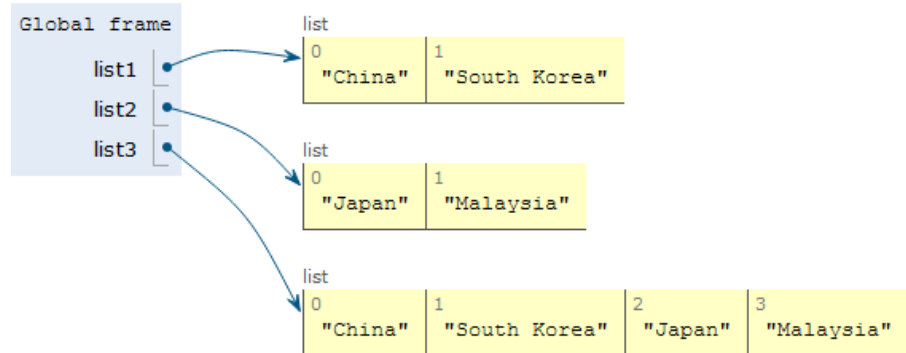 Global frame
list1
list2
list3
list
0 1
"China" "South Korea"
list
0 1
"Japan" "Malaysia"
list
0 1 2 3
"China" "South Korea" "Japan" "Malaysia"